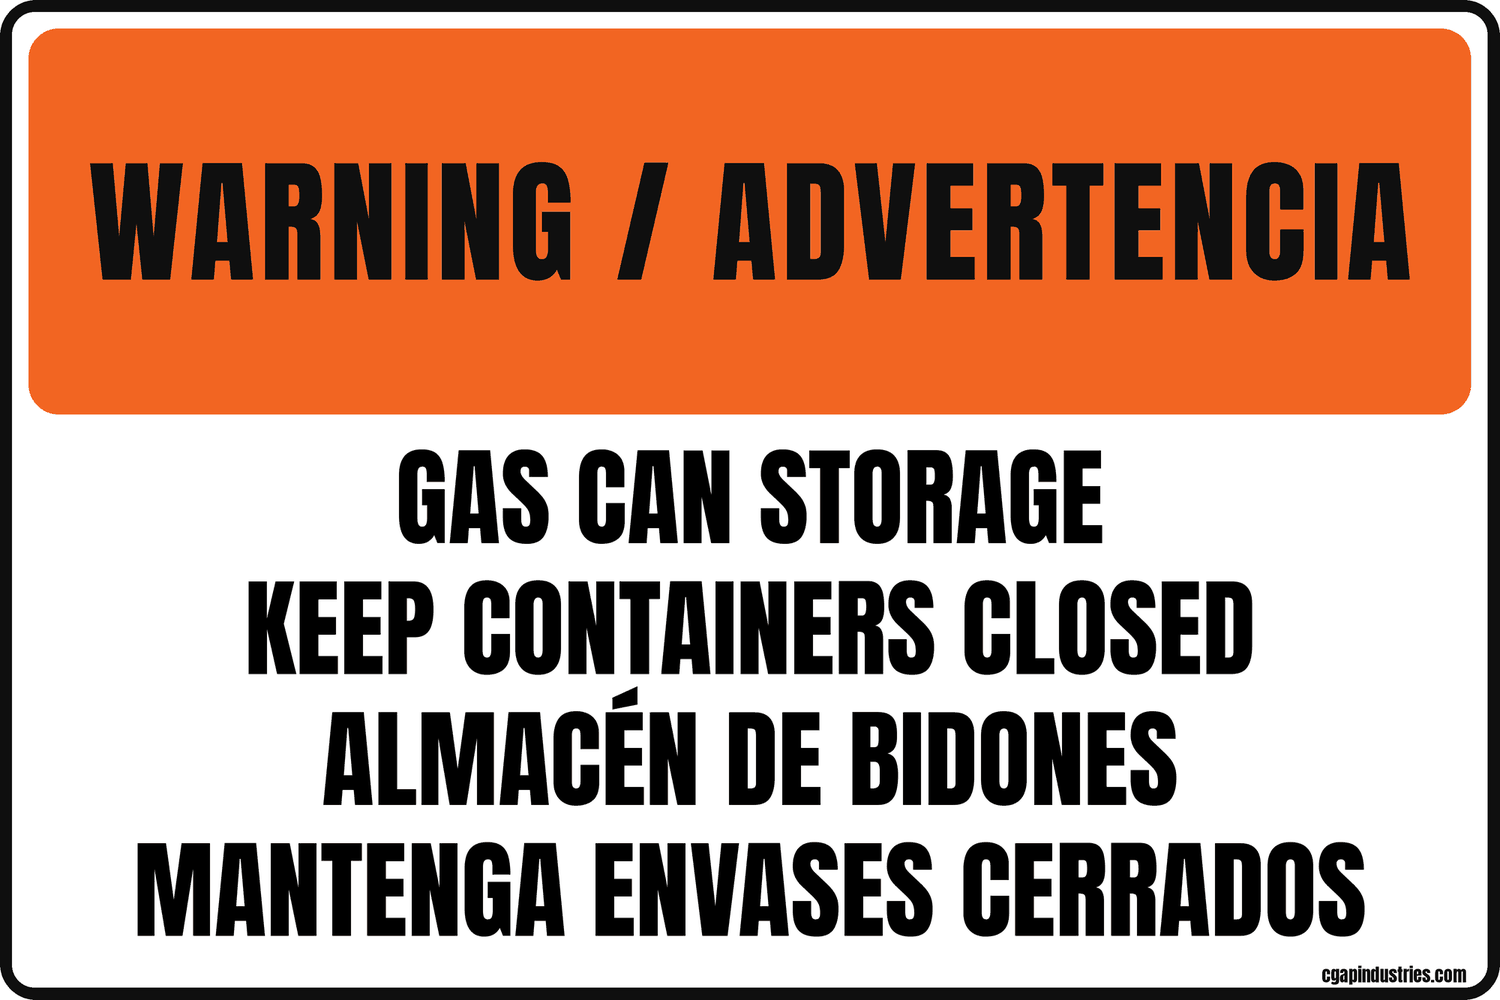 WARNING / ADVERTENCIA
GAS CAN STORAGE
KEEP CONTAINERS CLOSED
ALMACÉN DE BIDONES
MANTENGA ENVASES CERRADOS
cgapindustries.com